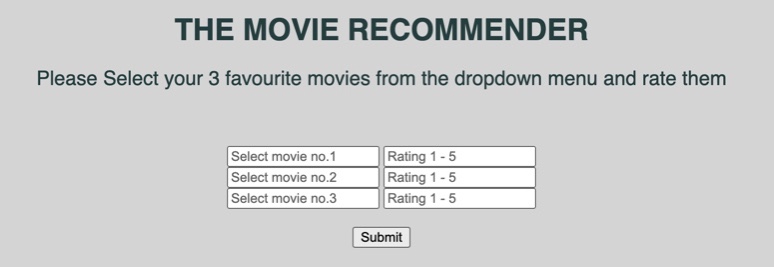 THE MOVIE RECOMMENDER
Please Select your 3 favourite movies from the dropdown menu and rate them
Select movie no.1 Rating 1 - 5
Select movie no.2 Rating 1 - 5
Select movie no.3 Rating 1 - 5
Submit